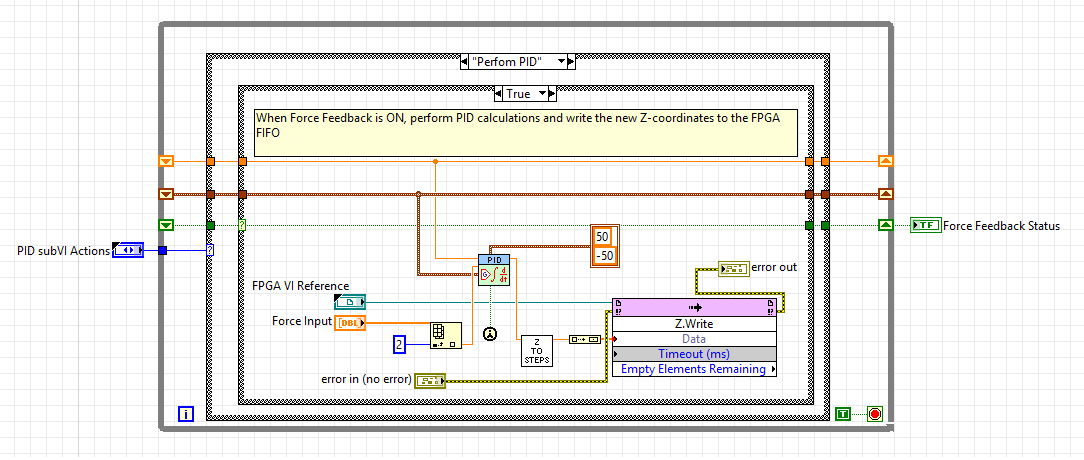 "Perfom PID"
True
When Force Feedback is ON, perform PID calculations and write the new Z-coordinates to the FPGA
FIFO
PID subVI Actions
TF
Force Feedback Status
50
-50
PID
error out
FPGA VI Reference
Force Input
DBL
2
Z
TO
STEPS
Z.Write
Data
Timeout (ms)
Empty Elements Remaining
error in (no error)
i
T